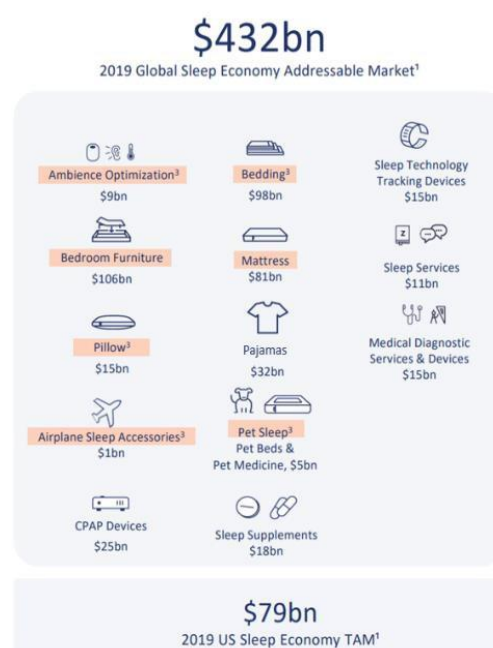 $432bn
2019 Global Sleep Economy Addressable Market¹
Ambience Optimization³
$9bn
Bedding³
$98bn
Sleep Technology
Tracking Devices
$15bn
Bedroom Furniture
$106bn
Mattress
$81bn
Z
Sleep Services
$11bn
Pillow³
$15bn
Pajamas
$32bn
Medical Diagnostic
Services & Devices
$15bn
Airplane Sleep Accessories³
$1bn
Pet Sleep³
Pet Beds &
Pet Medicine, $5bn
CPAP Devices
$25bn
Sleep Supplements
$18bn
$79bn
2019 US Sleep Economy TAM¹